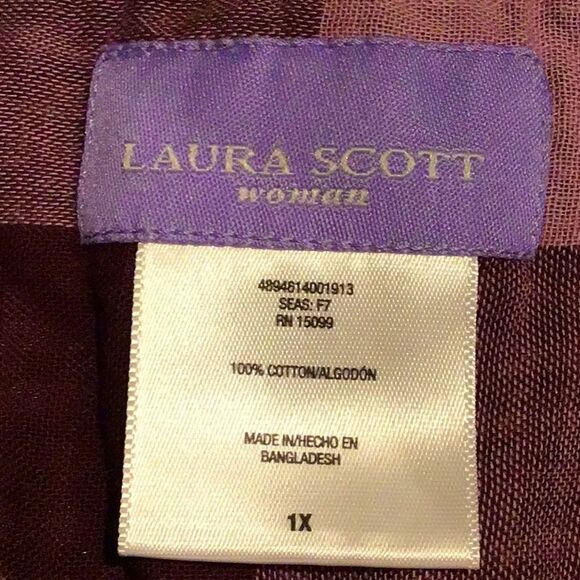 LAURA SCOTT
woman
4894614001913
SEAS: F7
RN 15099
100% COTTON/ALGODÓN
MADE IN/HECHO EN
BANGLADESH
1X